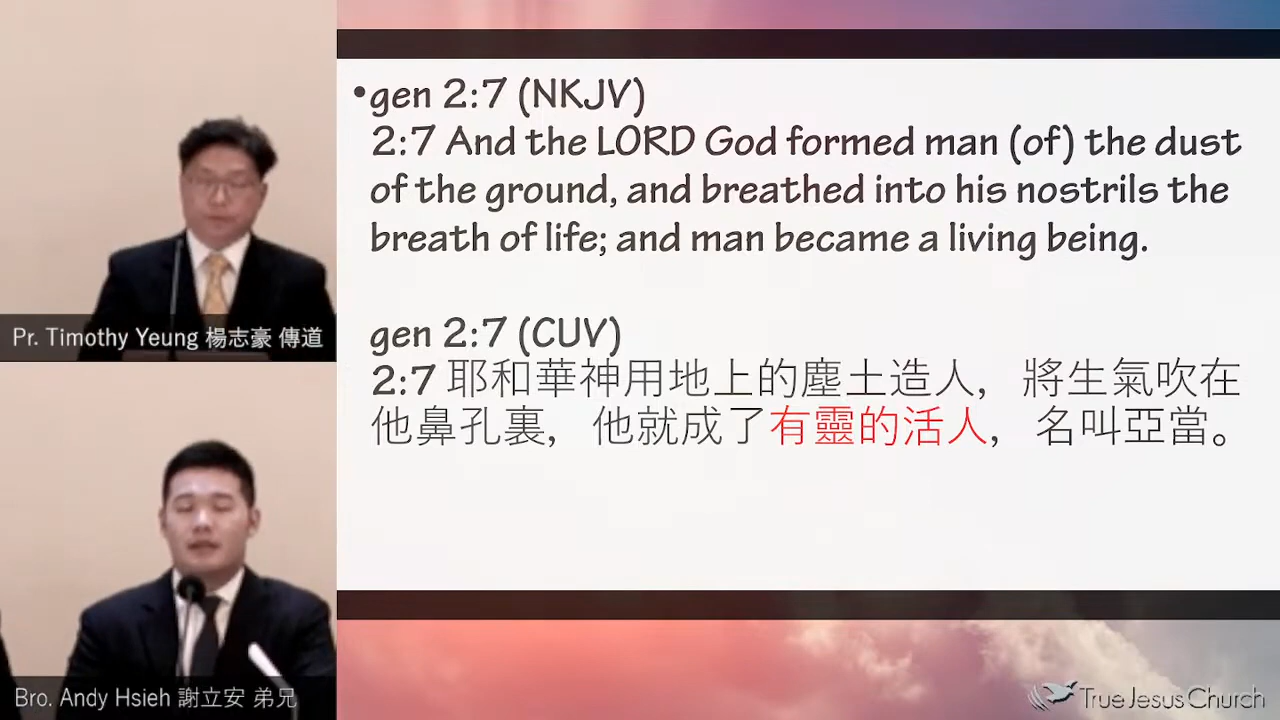 •gen 2:7 (NKJV)
2:7 And the LORD God formed man (of) the dust
of the ground, and breathed into his nostrils the
breath of life; and man became a living being.
gen 2:7 (CUV)
2:7 耶和華神用地上的塵土造人， 將生氣吹在
他鼻孔裏， 他就成了有靈的活人， 名叫亞當。
Pr. Timothy Yeung 楊志豪 傳道
Bro. Andy Hsieh 謝立安 弟兄
True Jesus Church